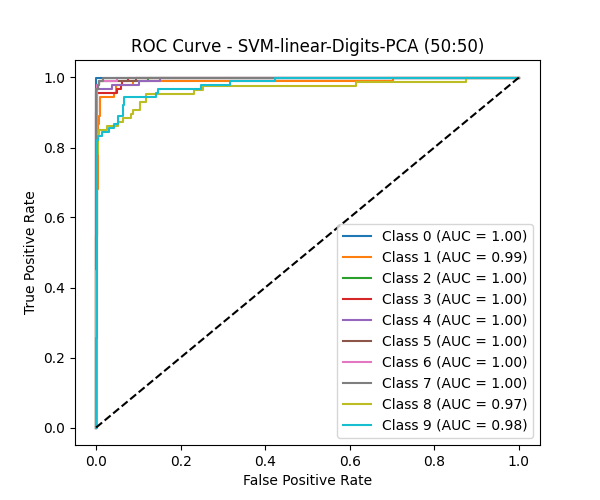 ROC Curve - SVM-linear-Digits-PCA (50:50)
True Positive Rate
1.0
0.8
0.6
0.4
0.2
0.0
Class 0 (AUC = 1.00)
Class 1 (AUC = 0.99)
Class 2 (AUC = 1.00)
Class 3 (AUC = 1.00)
Class 4 (AUC = 1.00)
Class 5 (AUC = 1.00)
Class 6 (AUC = 1.00)
Class 7 (AUC = 1.00)
Class 8 (AUC = 0.97)
Class 9 (AUC = 0.98)
0.0 0.2 0.4 0.6 0.8 1.0
False Positive Rate